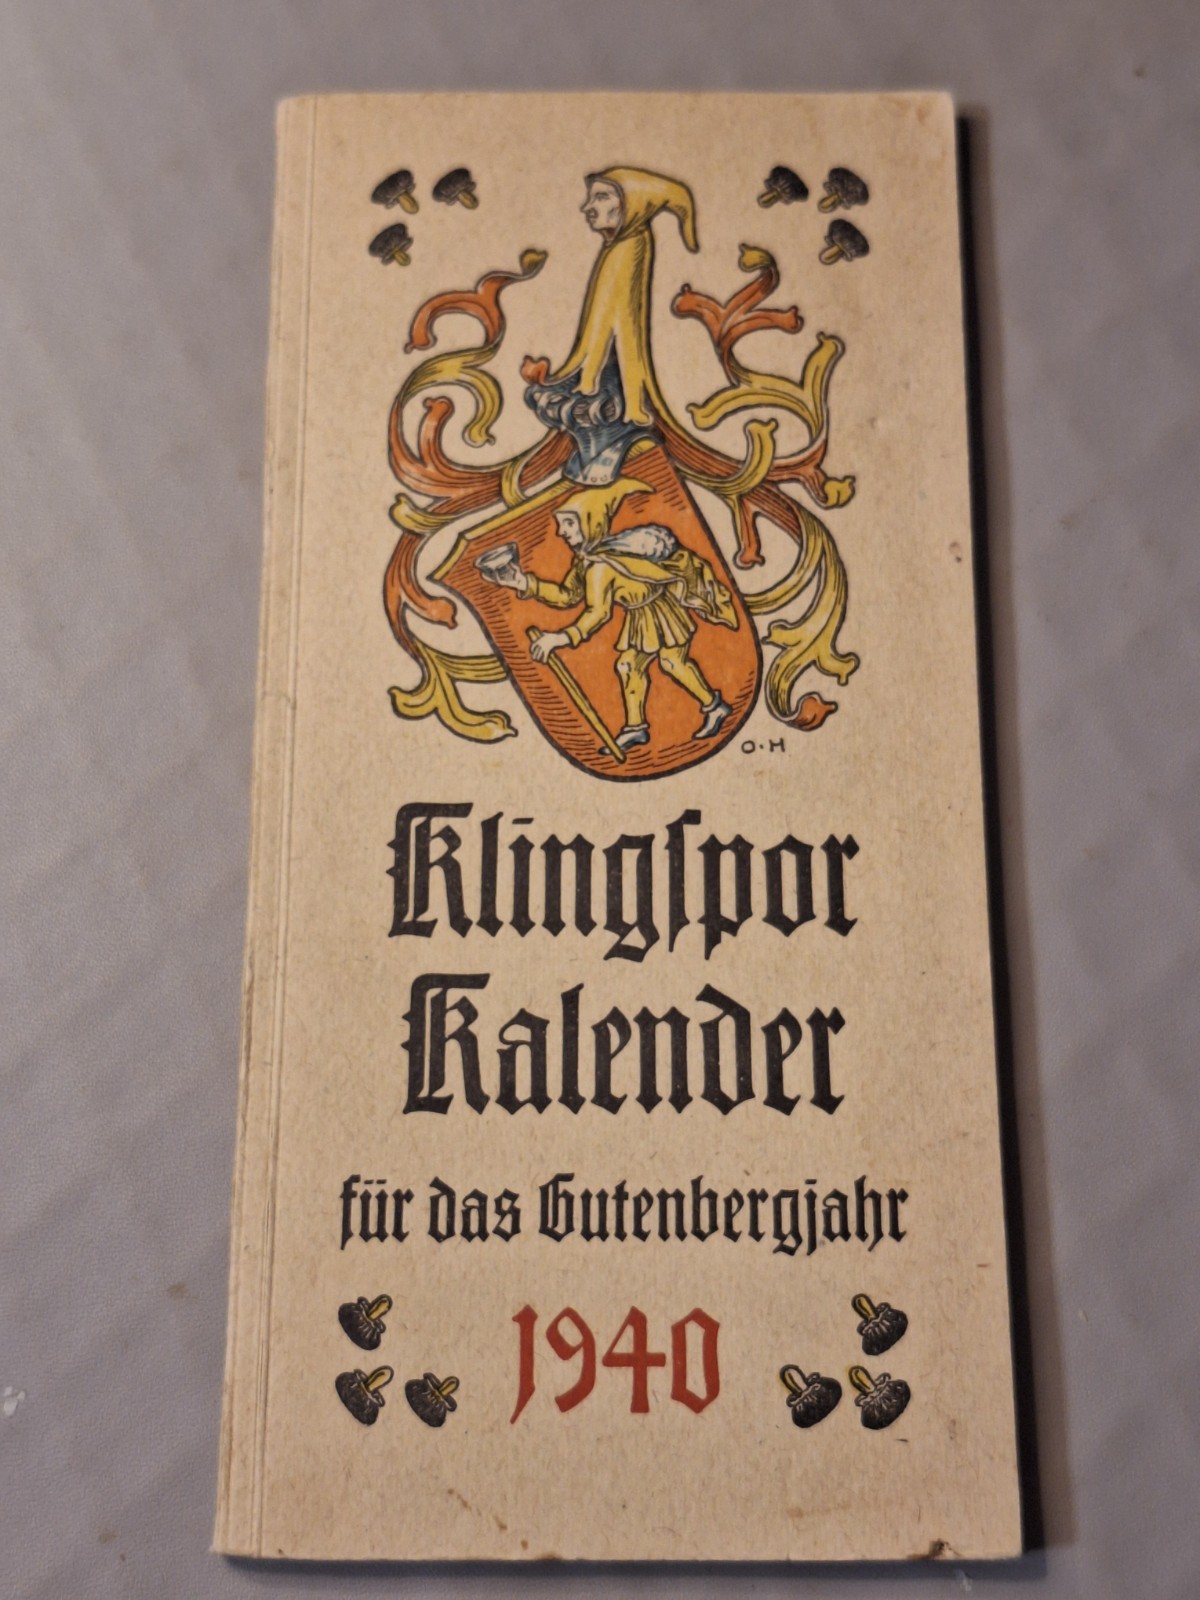 O·H
Klingſpor
Kalender
für das Gutenbergjahr
1940